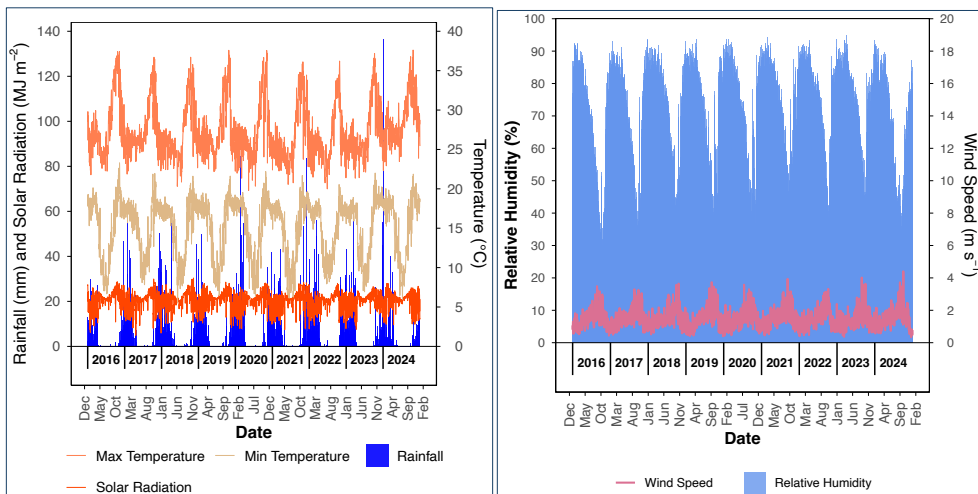 Rainfall (mm) and Solar Radiation (MJ m⁻²)
140
120
100
80
60
40
20
0
40
30
20
10
0
Temperature (°C)
2016 2017 2018 2019 2020 2021 2022 2023 2024
Dec May Oct Mar Aug Jan Jun Nov Apr Sep Feb Jul Dec May Oct Mar Aug Jan Jun Nov Apr Sep Feb
Date
Max Temperature Min Temperature Rainfall
Solar Radiation
Relative Humidity (%)
100
90
80
70
60
50
40
30
20
10
0
20
18
16
14
12
10
8
6
4
2
0
Wind Speed (m s⁻¹)
2016 2017 2018 2019 2020 2021 2022 2023 2024
Dec May Oct Mar Aug Jan Jun Nov Apr Sep Feb Jul Dec May Oct Mar Aug Jan Jun Nov Apr Sep Feb
Date
Wind Speed Relative Humidity